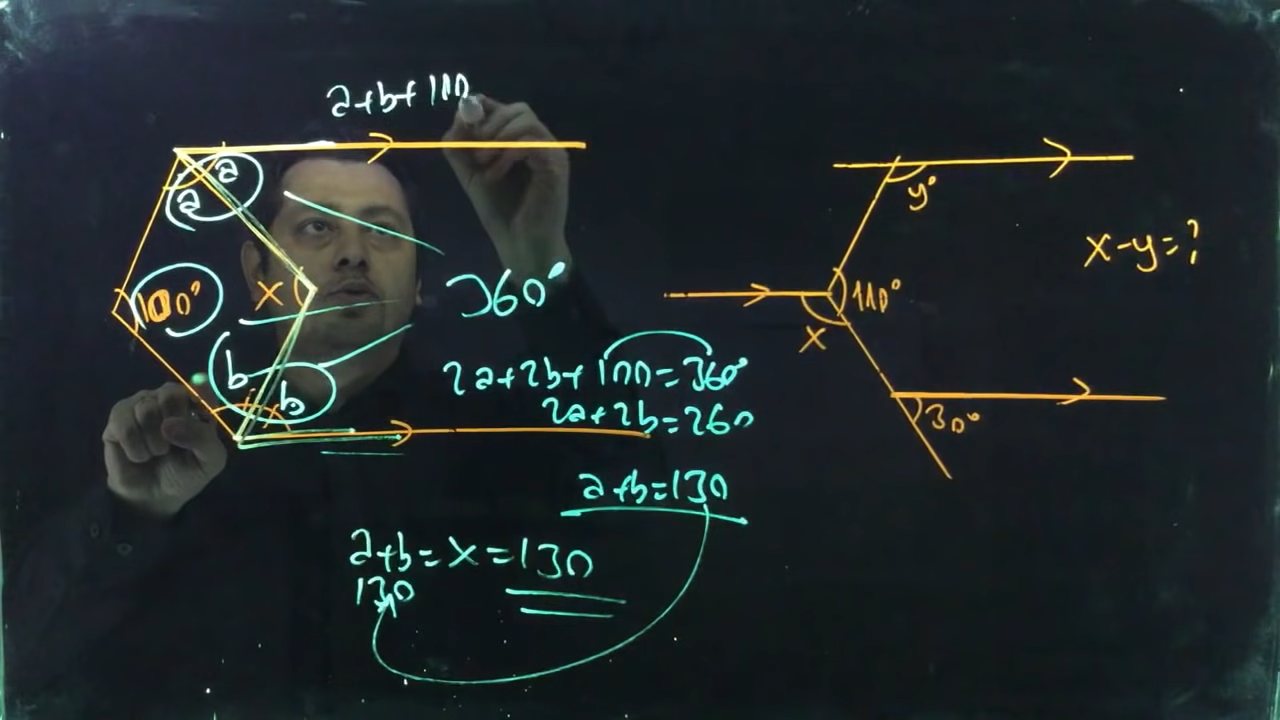 a+b+100
a
a
100°
x
b
b
360°
2a+2b+100=360°
2a+2b=260
a+b=130
a+b=x=130
130
y°
110°
x
30°
x-y=?